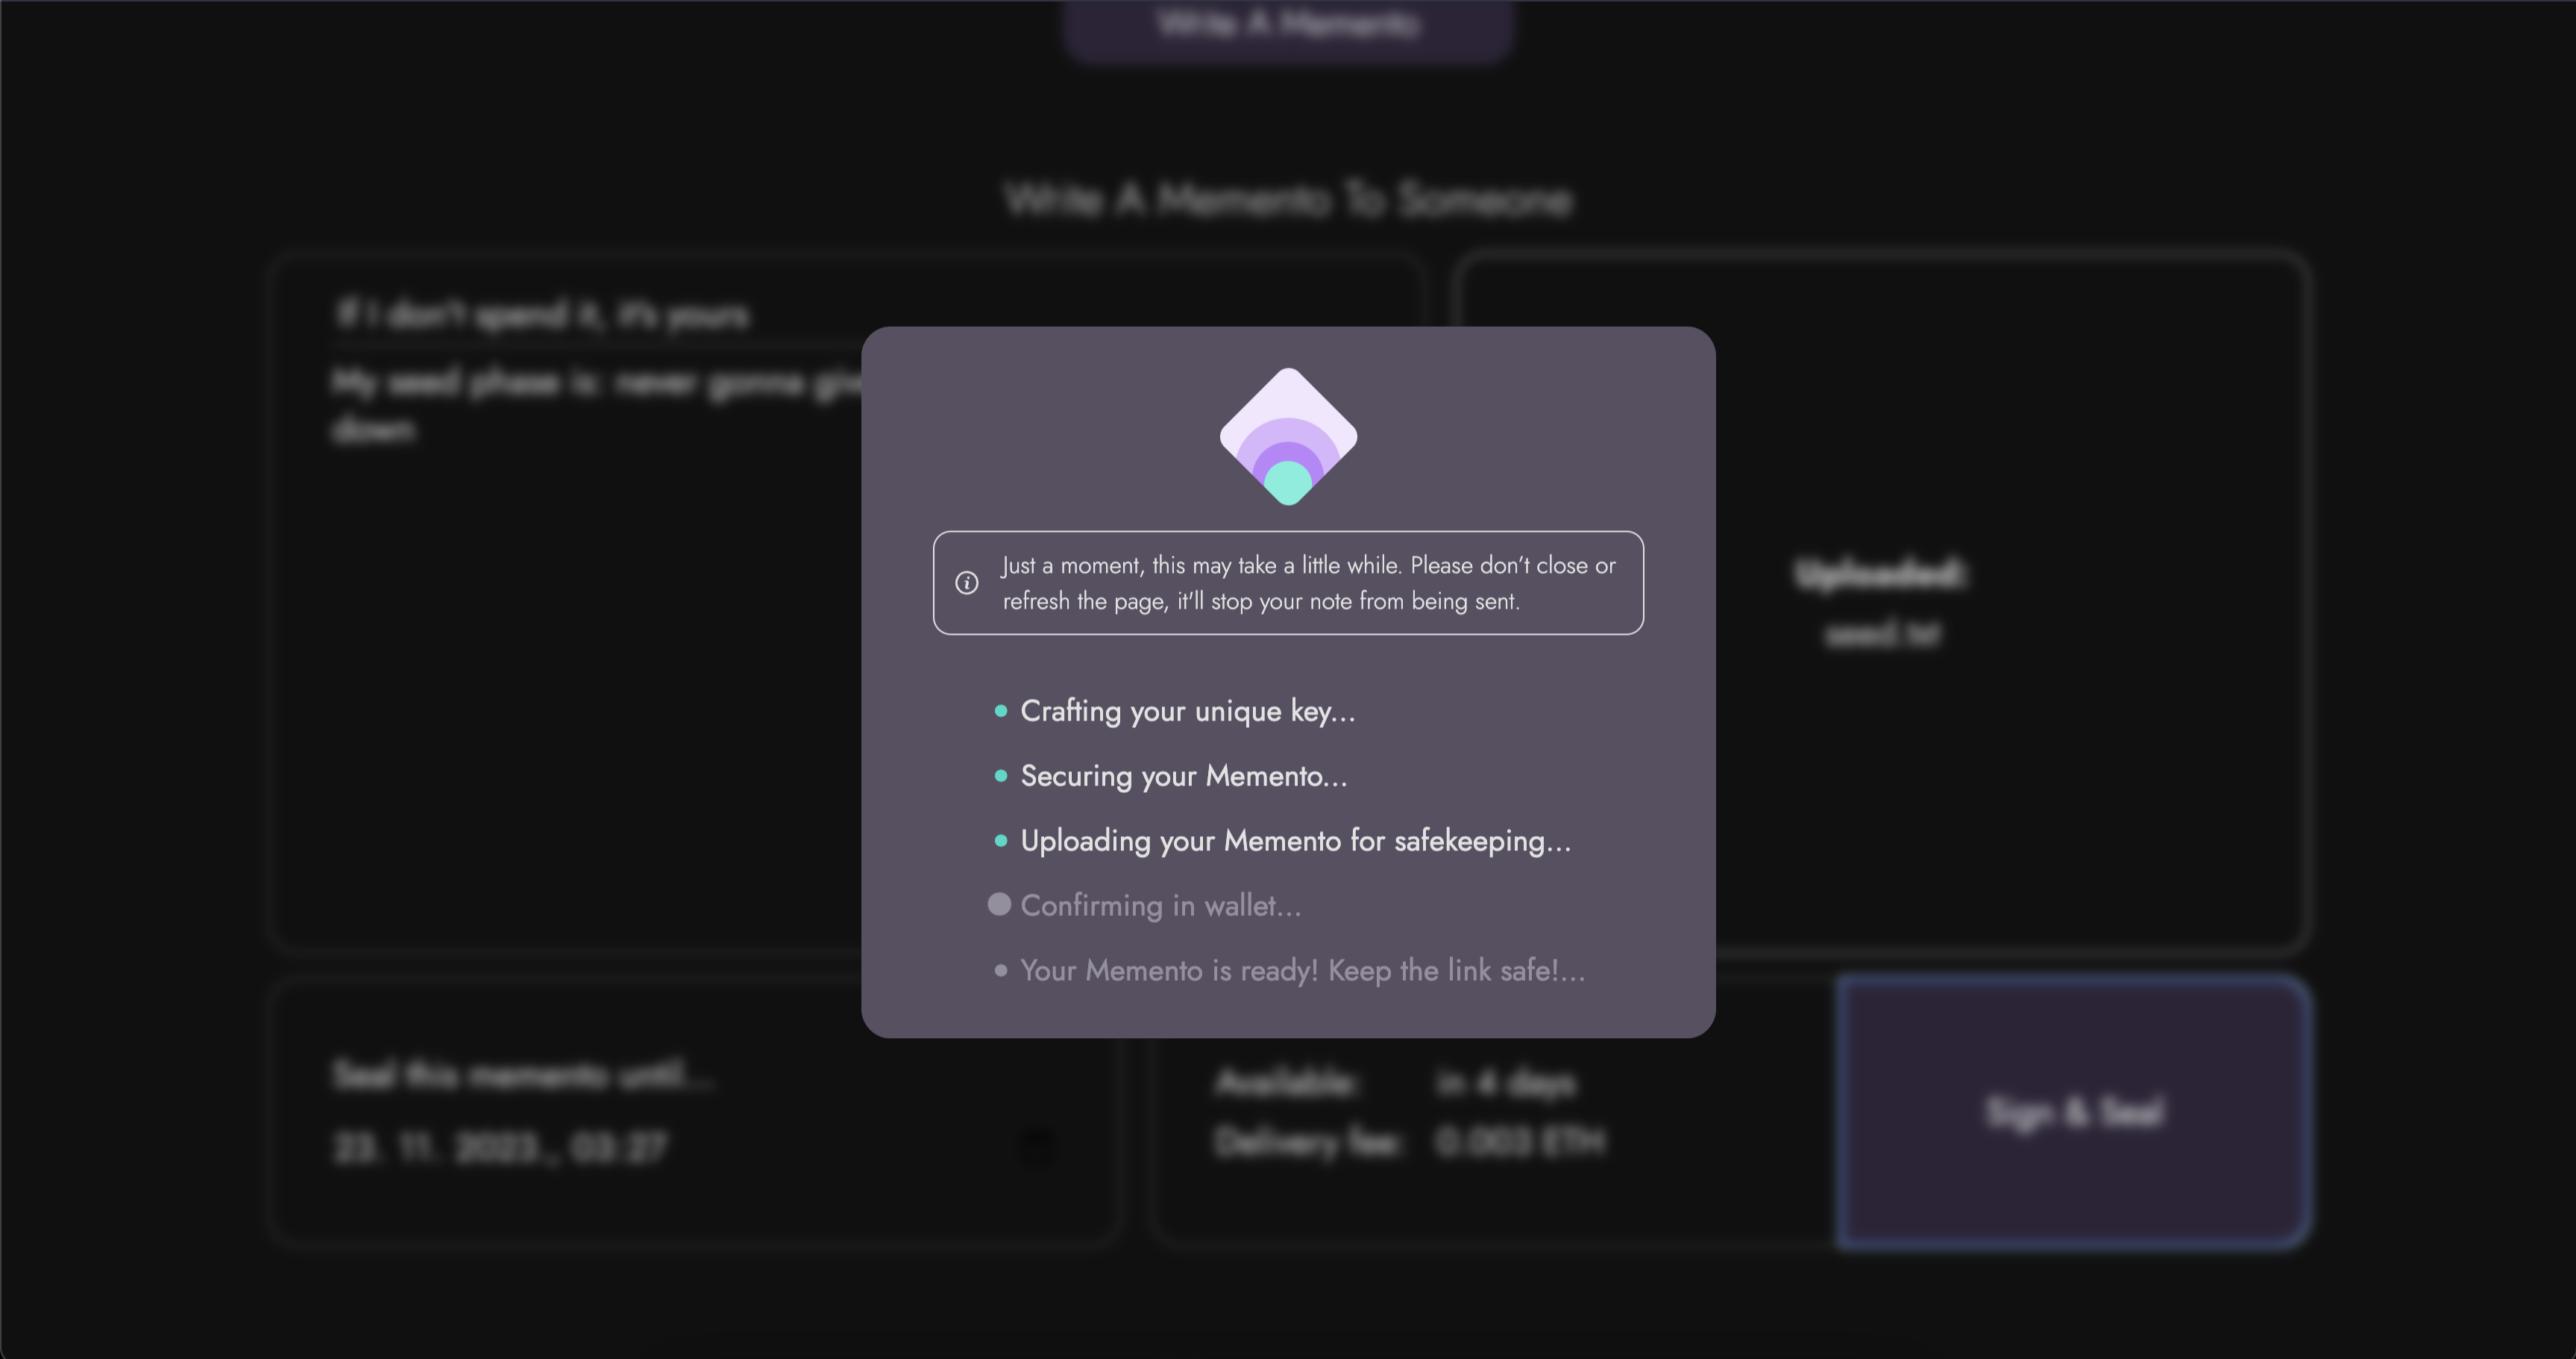 Write A Memento
Write A Memento To Someone
If I don't spend it, it's yours
My seed phase is: never gonna give
down
Uploaded:
seed.txt
Just a moment, this may take a little while. Please don't close or
refresh the page, it'll stop your note from being sent.
Crafting your unique key...
Securing your Memento...
Uploading your Memento for safekeeping...
Confirming in wallet...
Your Memento is ready! Keep the link safe!...
Seal this memento until...
23. 11. 2023., 03:27
Available: in 4 days
Delivery fee: 0.003 ETH
Sign & Seal